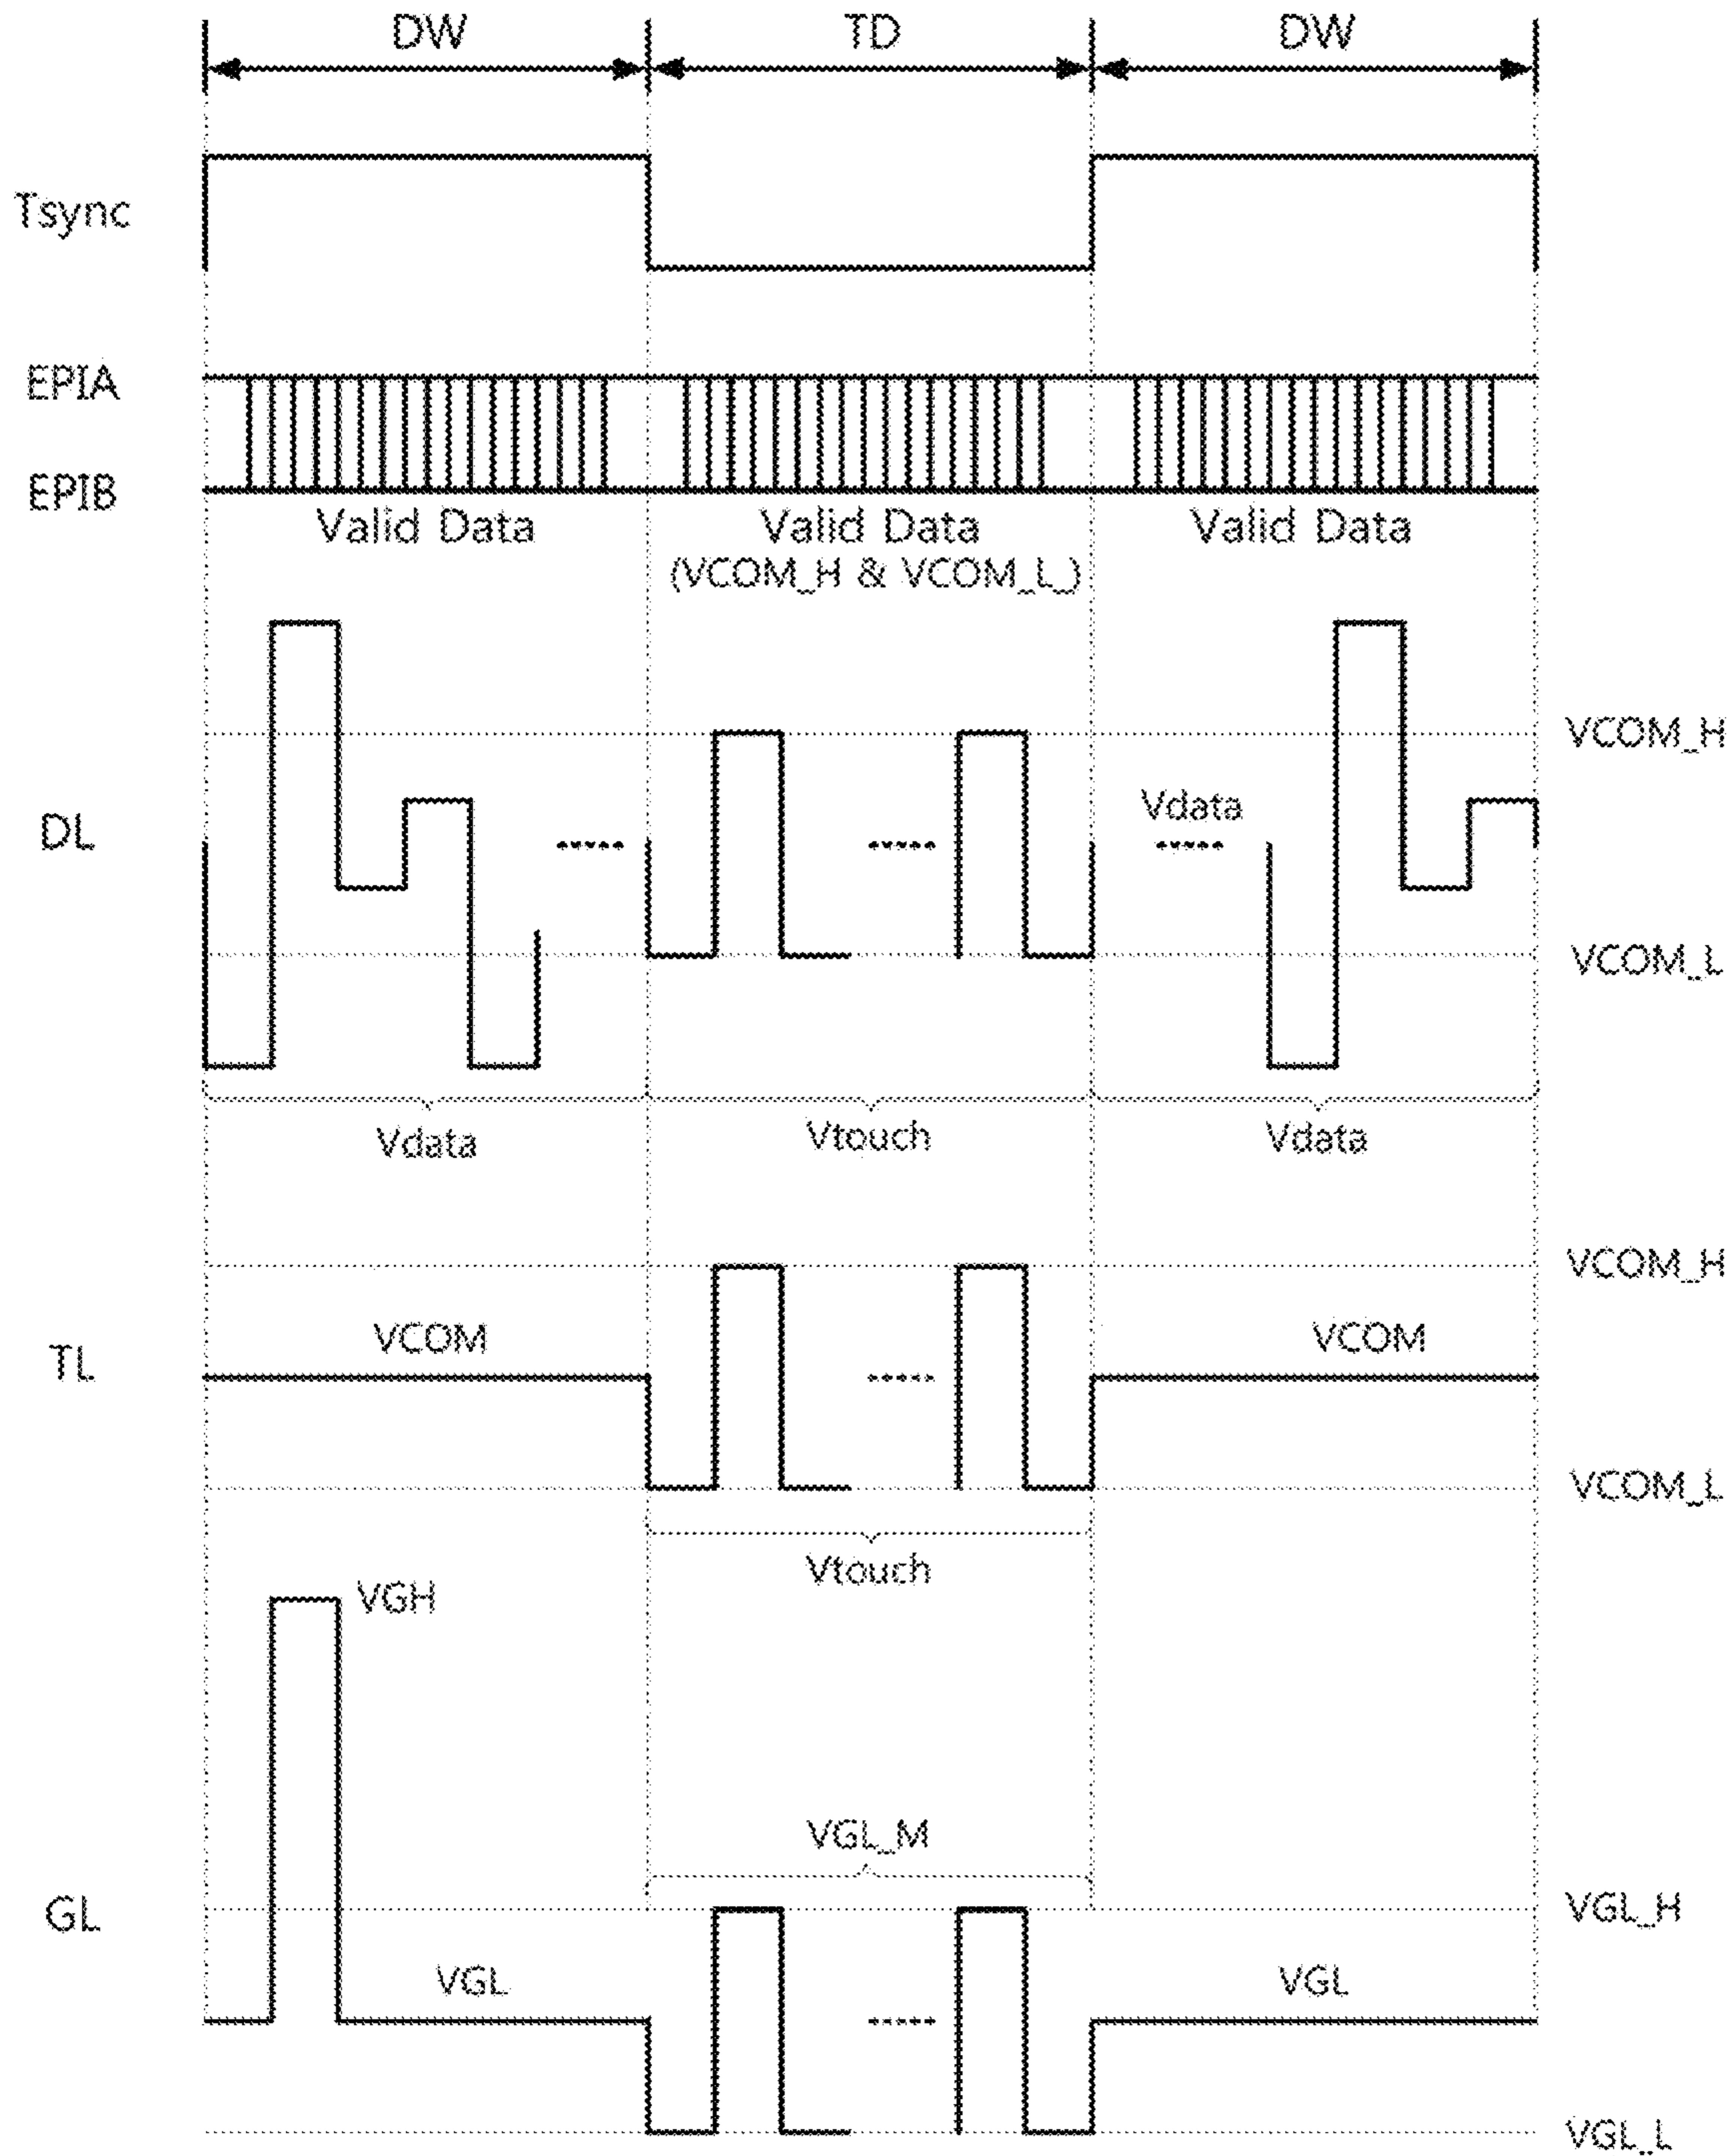 DW TD DW
Tsync
EPIA
EPIB
Valid Data Valid Data Valid Data
(VCOM_H & VCOM_L_)
VCOM_H
Vdata
DL
VCOM_L
Vdata Vtouch Vdata
VCOM_H
VCOM VCOM
TL
VCOM_L
Vtouch
VGH
VGL_M
GL VGL_H
VGL VGL
VGL_L